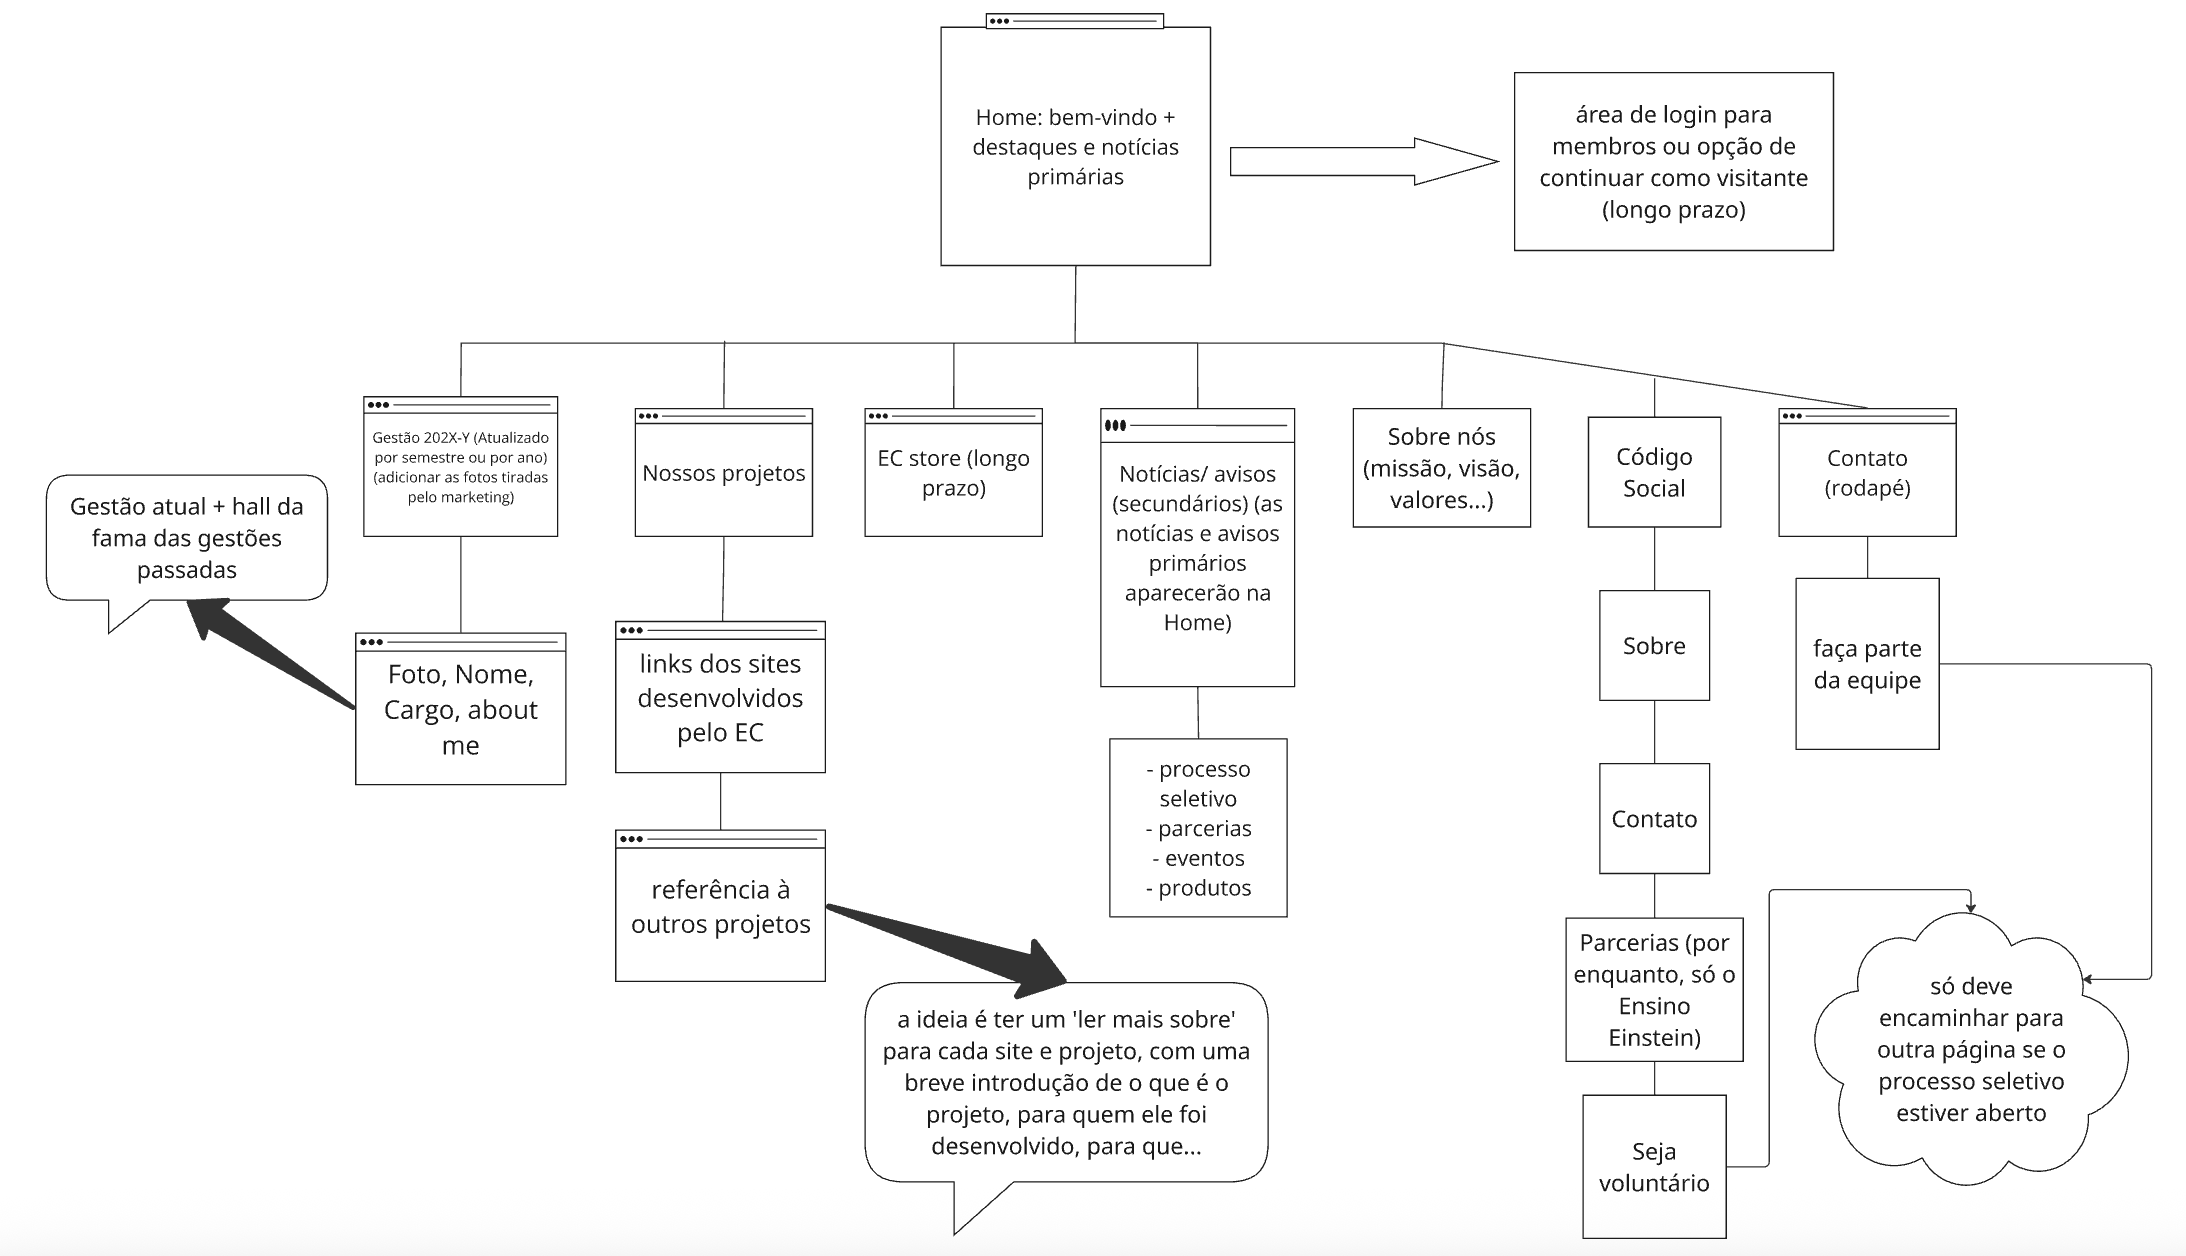 Home: bem-vindo +
destaques e notícias
primárias
área de login para
membros ou opção de
continuar como visitante
(longo prazo)
Gestão 202X-Y (Atualizado
por semestre ou por ano)
(adicionar as fotos tiradas
pelo marketing)
Nossos projetos
EC store (longo
prazo)
Notícias/ avisos
(secundários) (as
notícias e avisos
primários
aparecerão na
Home)
Sobre nós
(missão, visão,
valores...)
Código
Social
Contato
(rodapé)
Gestão atual + hall da
fama das gestões
passadas
Foto, Nome,
Cargo, about
me
links dos sites
desenvolvidos
pelo EC
referência à
outros projetos
a ideia é ter um 'ler mais sobre'
para cada site e projeto, com uma
breve introdução de o que é o
projeto, para quem ele foi
desenvolvido, para que...
- processo
seletivo
- parcerias
- eventos
- produtos
Sobre
Contato
Parcerias (por
enquanto, só o
Ensino
Einstein)
Seja
voluntário
faça parte
da equipe
só deve
encaminhar para
outra página se o
processo seletivo
estiver aberto